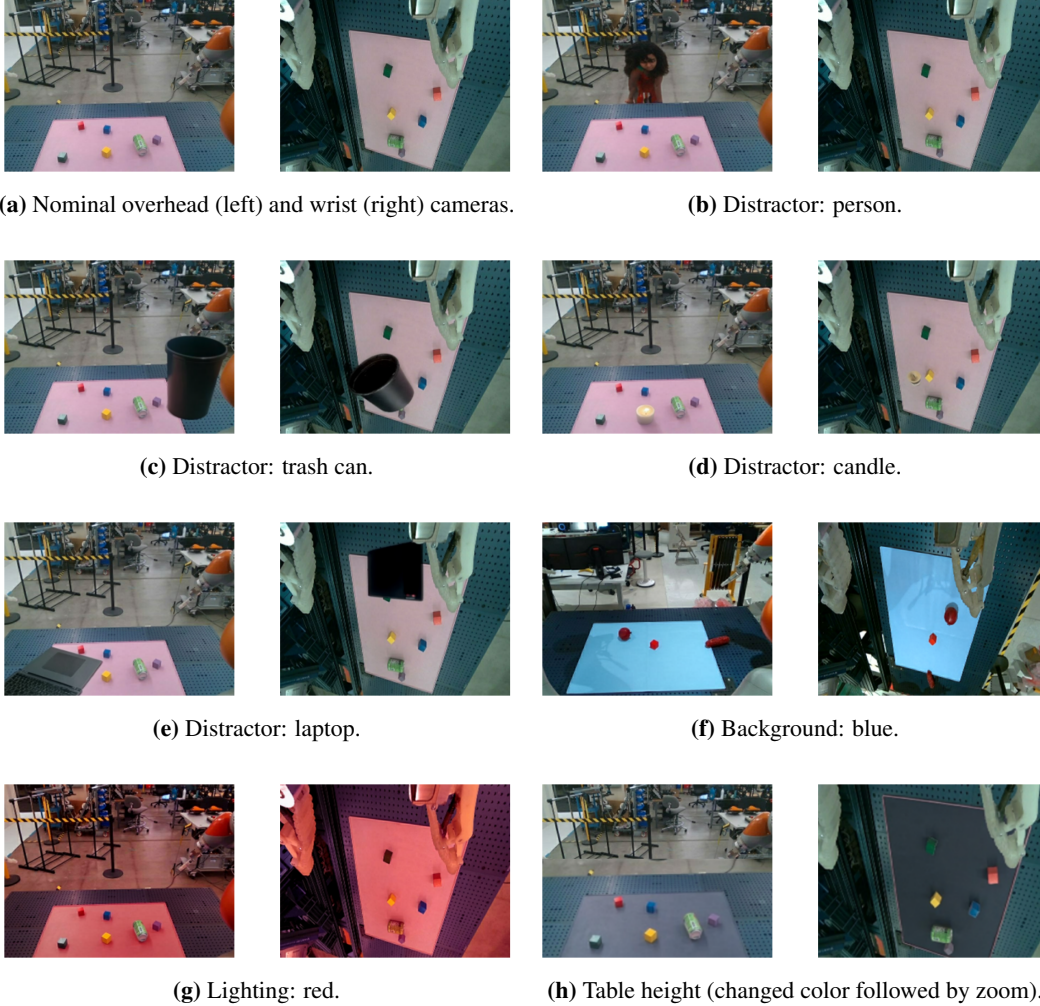 (a) Nominal overhead (left) and wrist (right) cameras.
(b) Distractor: person.
(c) Distractor: trash can.
(d) Distractor: candle.
(e) Distractor: laptop.
(f) Background: blue.
(g) Lighting: red.
(h) Table height (changed color followed by zoom).